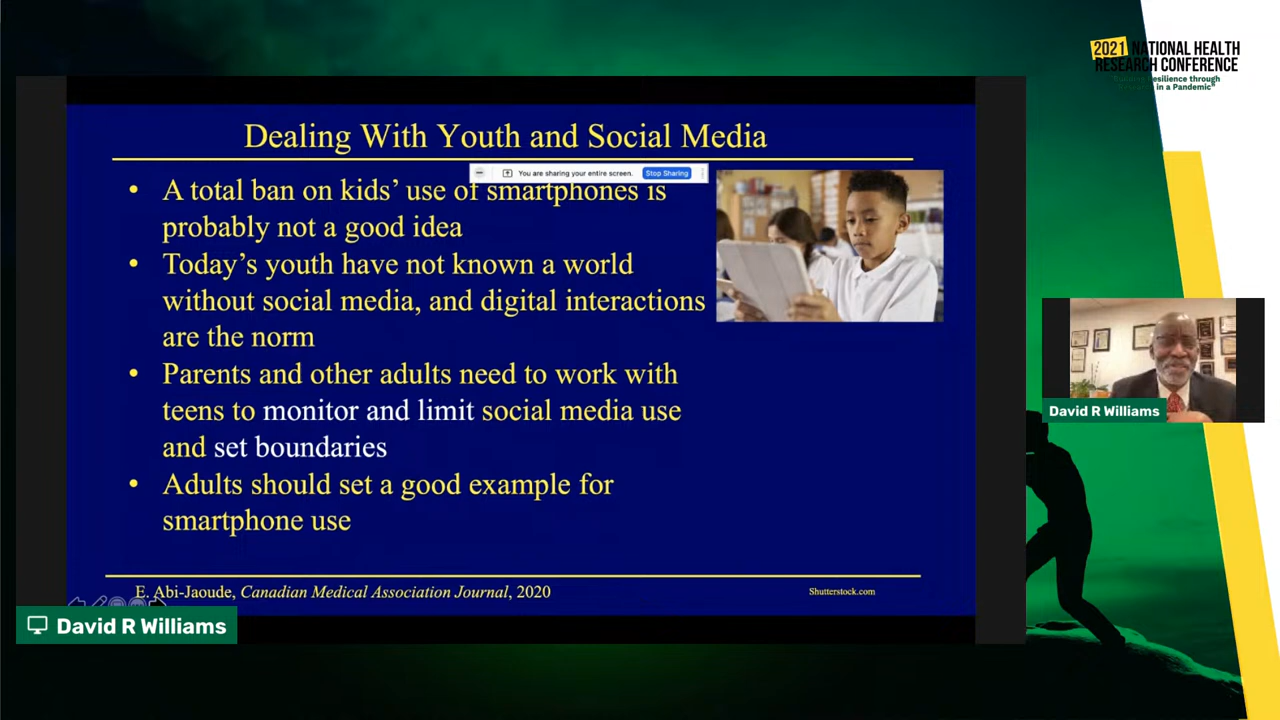 2021 NATIONAL HEALTH
RESEARCH CONFERENCE
resilience through
in a Pandemic"
Dealing With Youth and Social Media
You are sharing your entire screen.
Stop Sharing
• A total ban on kids' use of smartphones is
probably not a good idea
• Today's youth have not known a world
without social media, and digital interactions
are the norm
• Parents and other adults need to work with
teens to monitor and limit social media use
and set boundaries
• Adults should set a good example for
smartphone use
E. Abi-Jaoude, Canadian Medical Association Journal, 2020
Shutterstock.com
David R Williams
David R Williams